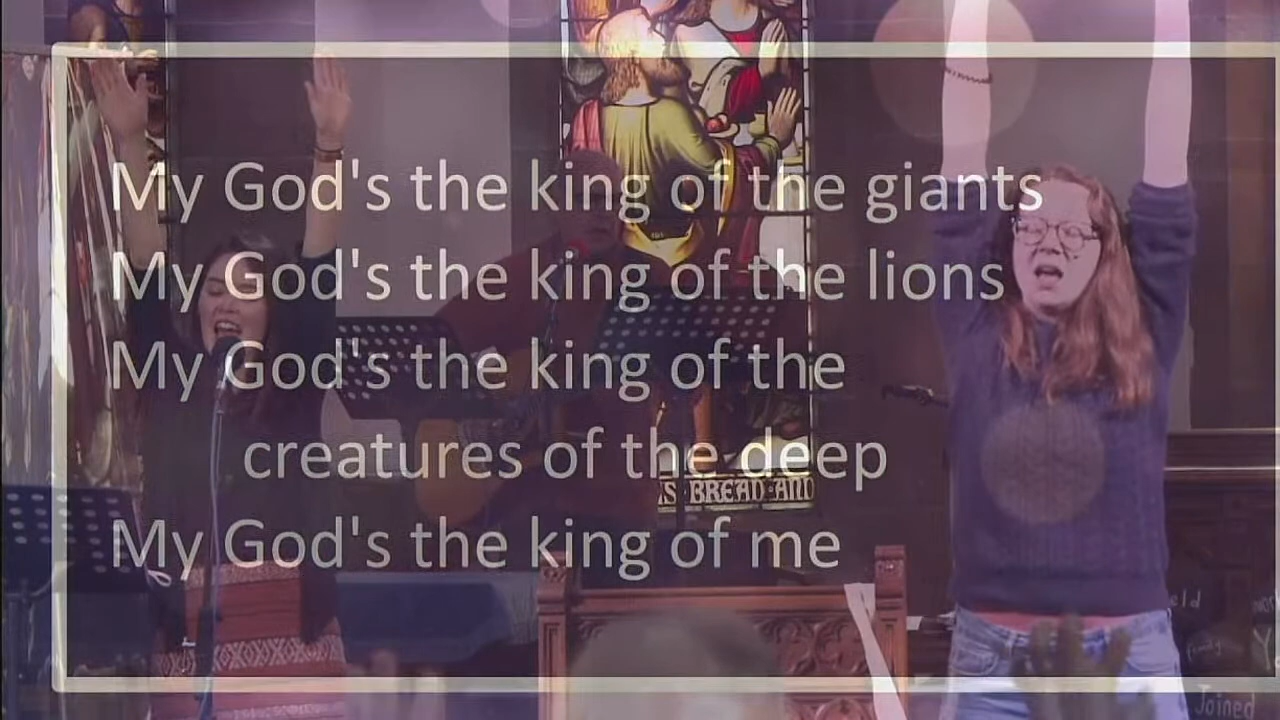 My God's the king of the giants
My God's the king of the lions
My God's the king of the
creatures of the deep
My God's the king of me
BREAD AND
Joined